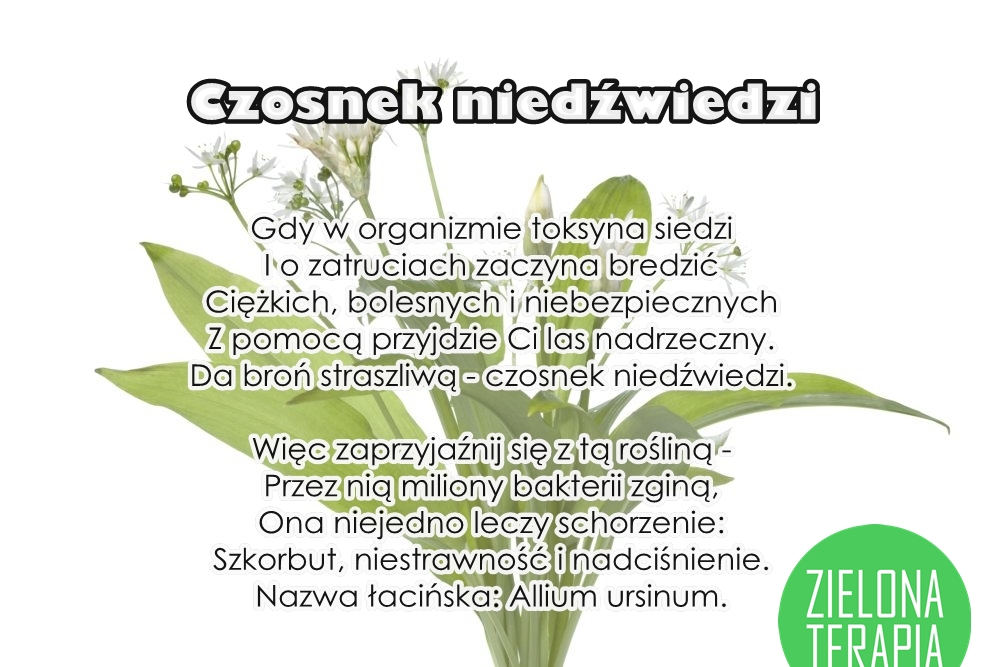 Czosnek niedźwiedzi
Gdy w organizmie toksyna siedzi
I o zatruciach zaczyna bredzić
Ciężkich, bolesnych i niebezpiecznych
Z pomocą przyjdzie Ci las nadrzeczny.
Da broń straszliwą - czosnek niedźwiedzi.
Więc zaprzyjaźnij się z tą rośliną -
Przez nią miliony bakterii zginą,
Ona niejedno leczy schorzenie:
Szkorbut, niestrawność i nadciśnienie.
Nazwa łacińska: Allium ursinum.
ZIELONA
TERAPIA